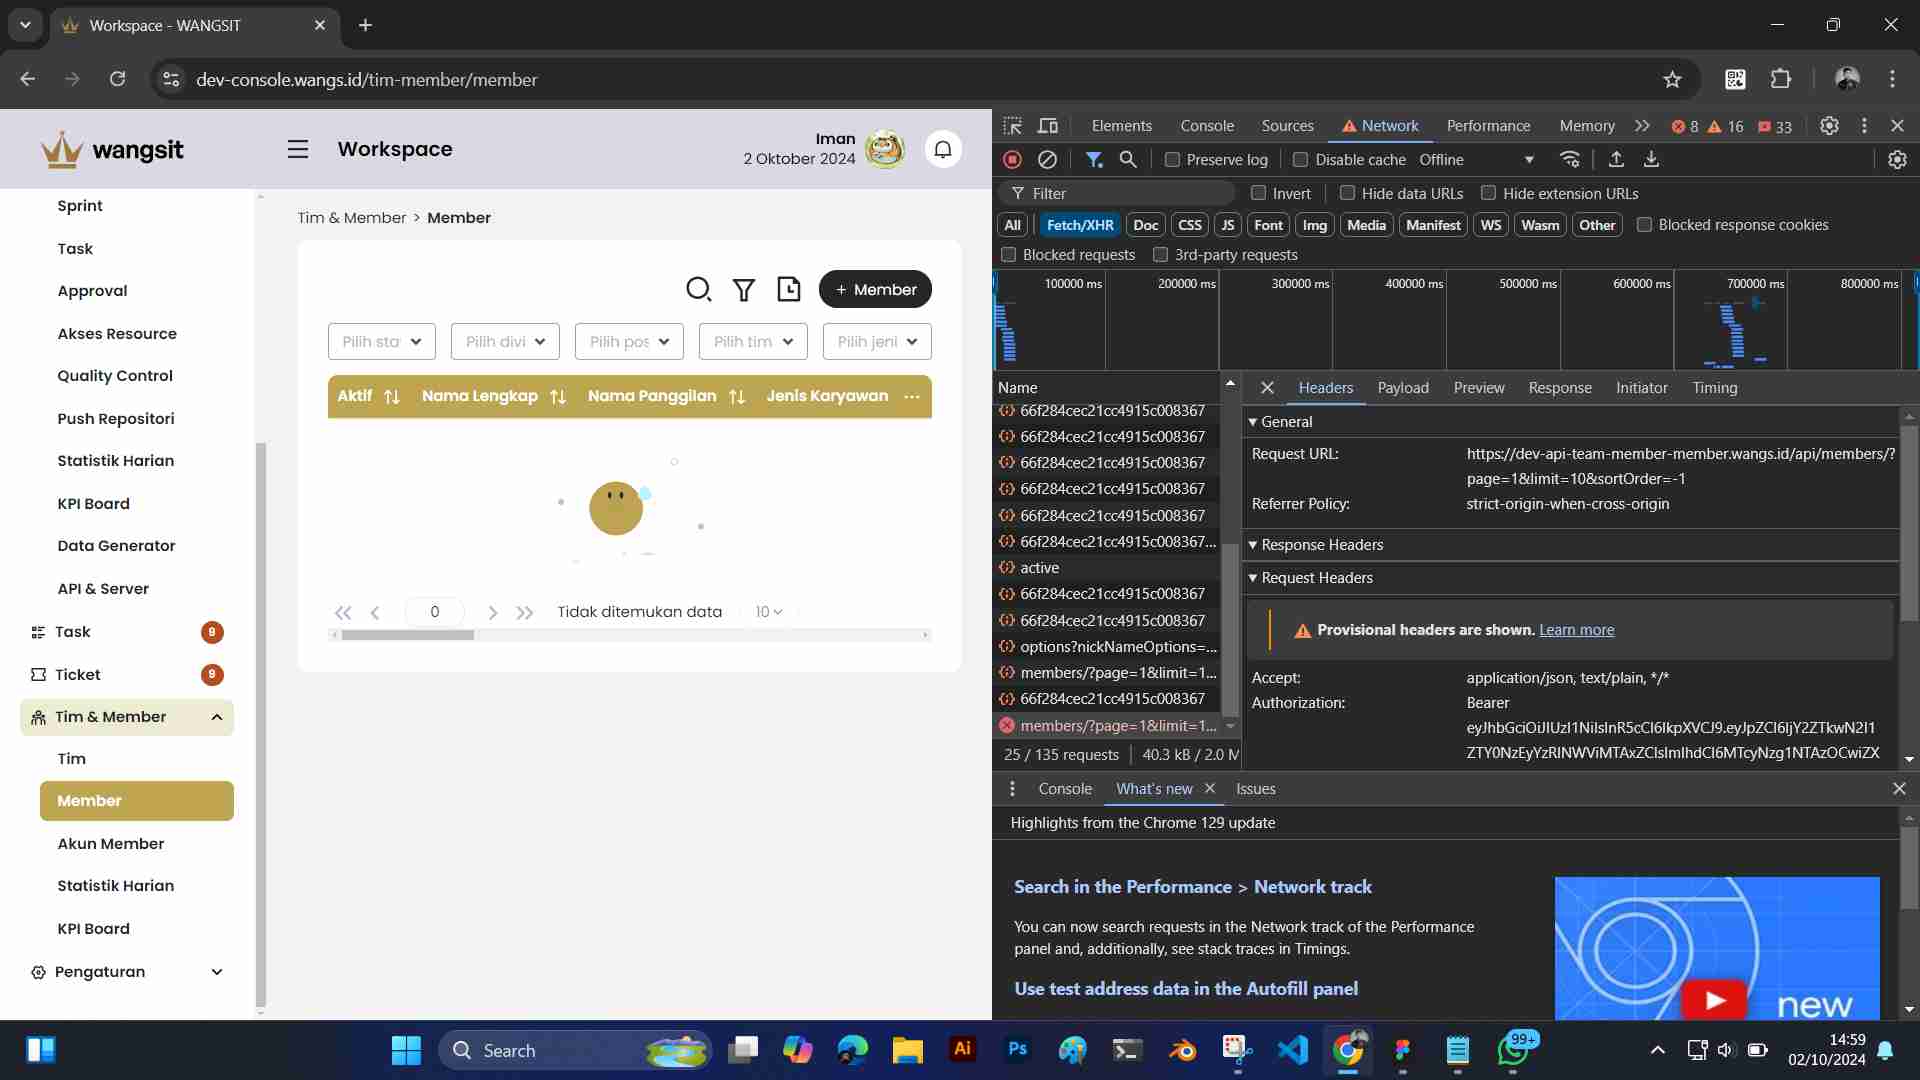 Workspace - WANGSIT
dev-console.wangs.id/tim-member/member
wangsit
Workspace
Iman
2 Oktober 2024
Sprint
Task
Approval
Akses Resource
Quality Control
Push Repositori
Statistik Harian
KPI Board
Data Generator
API & Server
Task 9
Ticket 9
Tim & Member
Tim
Member
Akun Member
Statistik Harian
KPI Board
Pengaturan
Tim & Member > Member
+ Member
Pilih sta
Pilih divi
Pilih pos
Pilih tim
Pilih jeni
Aktif Nama Lengkap Nama Panggilan Jenis Karyawan ...
0 Tidak ditemukan data 10
Elements Console Sources Network Performance Memory 8 16 33
Preserve log Disable cache Offline
Filter Invert Hide data URLs Hide extension URLs
All Fetch/XHR Doc CSS JS Font Img Media Manifest WS Wasm Other Blocked response cookies
Blocked requests 3rd-party requests
100000 ms 200000 ms 300000 ms 400000 ms 500000 ms 600000 ms 700000 ms 800000 ms
Name
66f284cec21cc4915c008367
66f284cec21cc4915c008367
66f284cec21cc4915c008367
66f284cec21cc4915c008367
66f284cec21cc4915c008367
66f284cec21cc4915c008367...
active
66f284cec21cc4915c008367
66f284cec21cc4915c008367
options?nickNameOptions=...
members/?page=1&limit=1...
66f284cec21cc4915c008367
members/?page=1&limit=1...
25 / 135 requests 40.3 kB / 2.0 M
Headers Payload Preview Response Initiator Timing
General
Request URL: https://dev-api-team-member-member.wangs.id/api/members/?
page=1&limit=10&sortOrder=-1
Referrer Policy: strict-origin-when-cross-origin
Response Headers
Request Headers
Provisional headers are shown. Learn more
Accept: application/json, text/plain, */*
Authorization: Bearer
eyJhbGciOiJIUzI1NiIsInR5cCI6IkpXVCJ9.eyJpZCI6IjY2ZTkwN2I1
ZTY0NzEyYzRlNWViMTAxZCIsImlhdCI6MTcyNzg1NTAzOCwiZX
Console What's new Issues
Highlights from the Chrome 129 update
Search in the Performance > Network track
You can now search requests in the Network track of the Performance
panel and, additionally, see stack traces in Timings.
Use test address data in the Autofill panel
new
Search
Ai
Ps
99+
14:59
02/10/2024